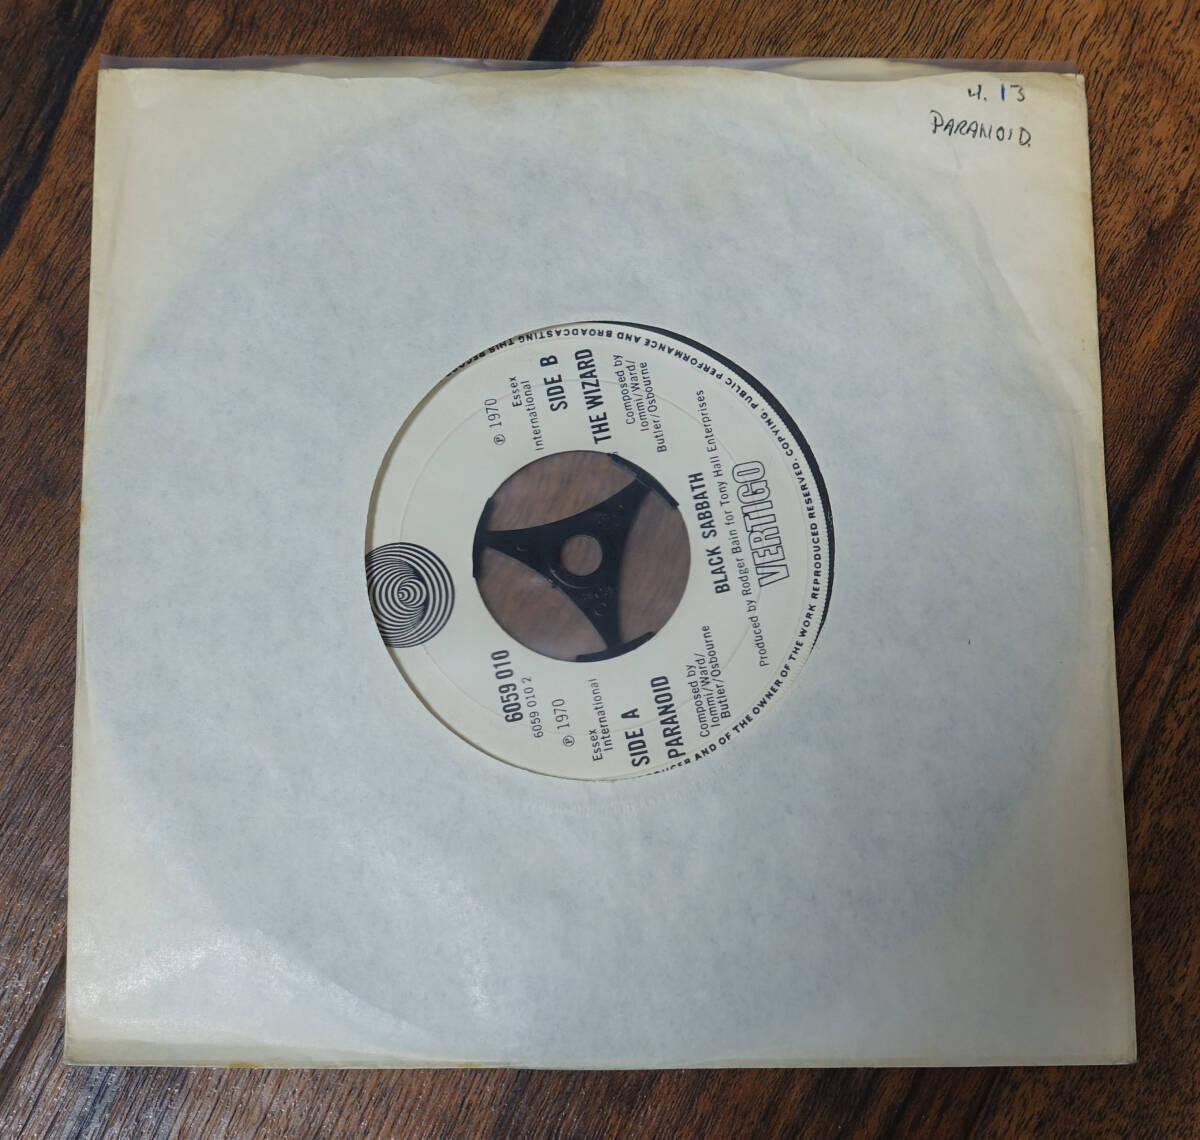 4. 13
PARANOID.
PRODUCER AND OF THE OWNER OF THE WORK REPRODUCED RESERVED. COPYING, PUBLIC PERFORMANCE AND BROADCASTING THIS
6059 010
6059 010 2
℗ 1970
Essex
International
SIDE A
PARANOID
Composed by
Iommi/Ward/
Butler/Osbourne
℗ 1970
Essex
International
SIDE B
THE WIZARD
Composed by
Iommi/Ward/
Butler/Osbourne
BLACK SABBATH
Produced by Rodger Bain for Tony Hall Enterprises
VERTIGO